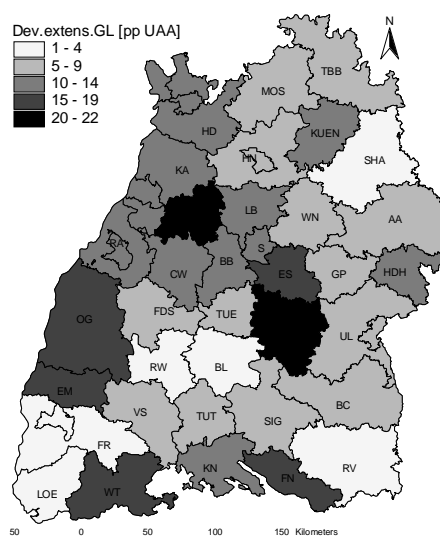 Dev.extens.GL [pp UAA]
1 - 4
5 - 9
10 - 14
15 - 19
20 - 22
N
TBB
MOS
HD
KUEN
HN
SHA
KA
LB
WN
AA
RA
S
CW
BB
ES
GP
HDH
OG
FDS
TUE
UL
RW
BL
EM
VS
TUT
SIG
BC
FR
KN
FN
RV
LOE
WT
50 0 50 100 150 Kilometers